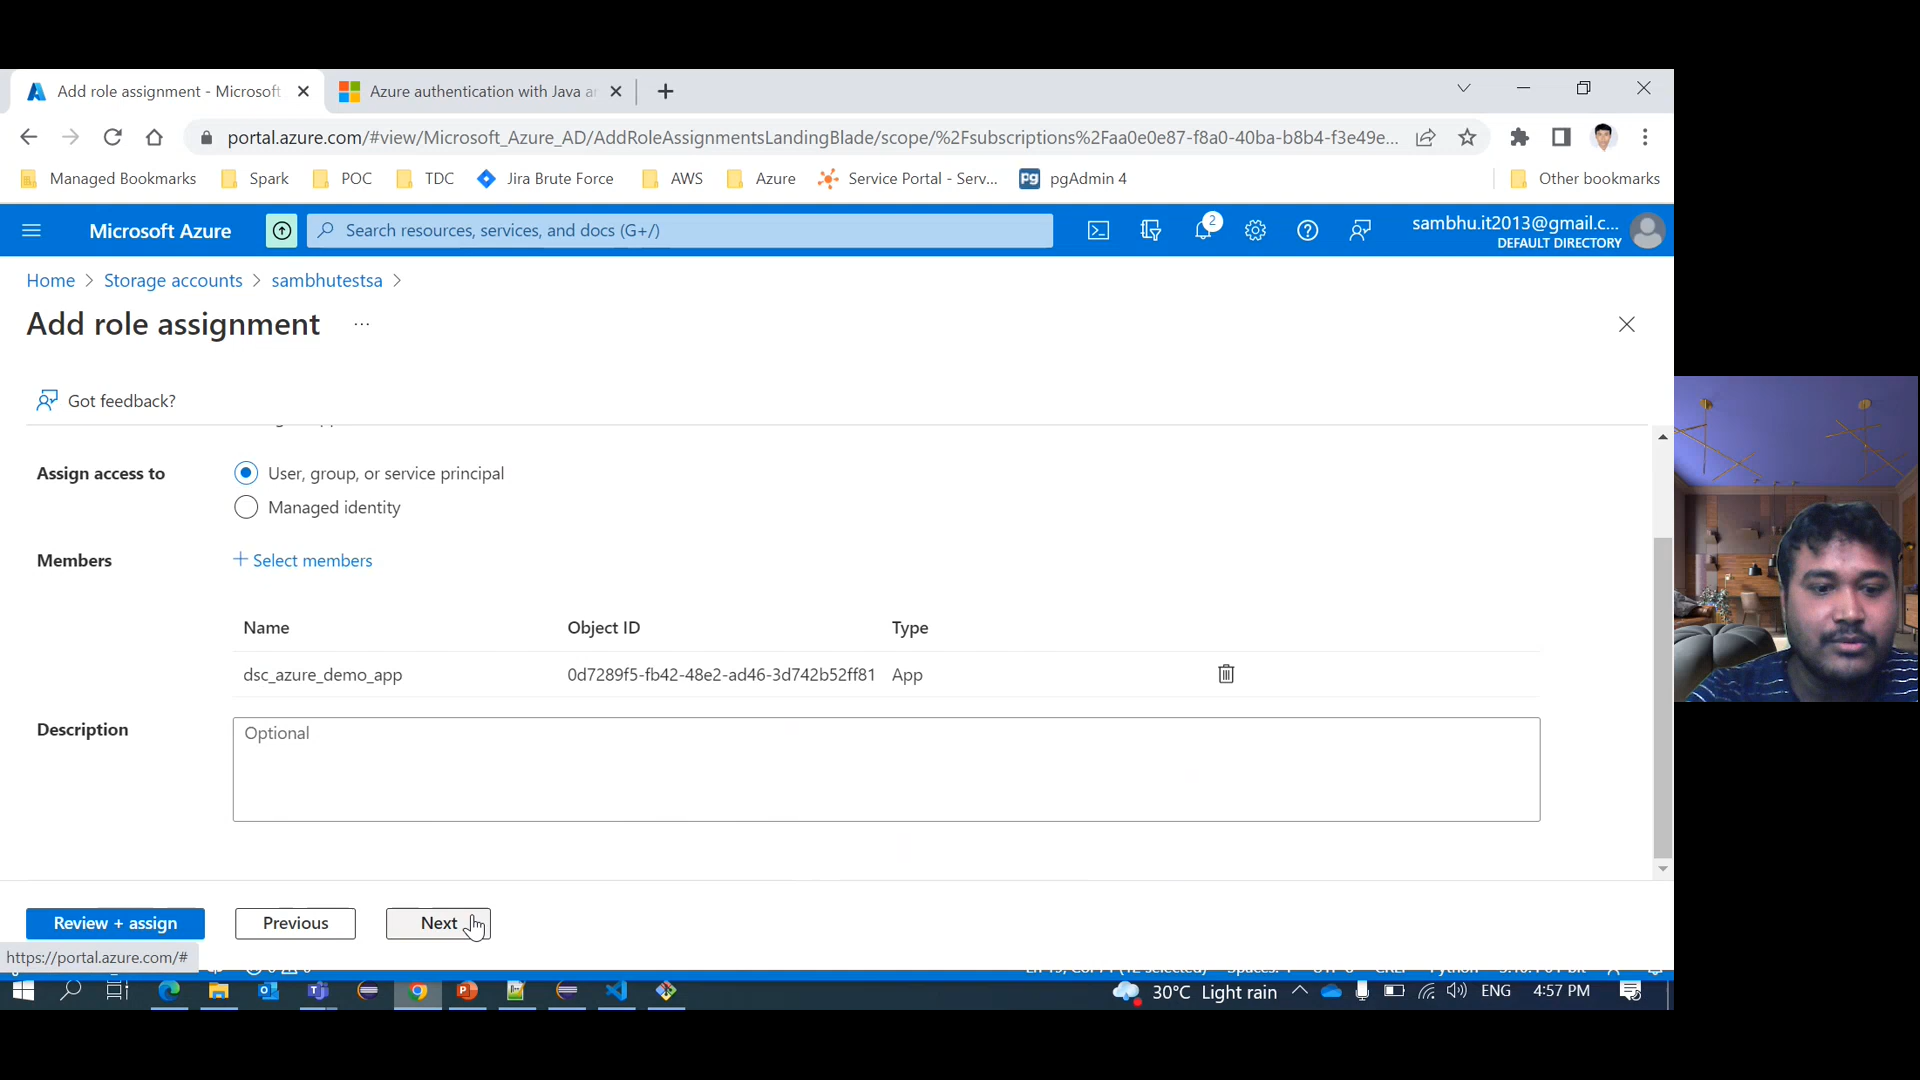 Add role assignment - Microsoft
Azure authentication with Java a
portal.azure.com/#view/Microsoft_Azure_AD/AddRoleAssignmentsLandingBlade/scope/%2Fsubscriptions%2Faa0e0e87-f8a0-40ba-b8b4-f3e49e...
Managed Bookmarks
Spark
POC
TDC
Jira Brute Force
AWS
Azure
Service Portal - Serv...
pg
pgAdmin 4
Other bookmarks
Microsoft Azure
Search resources, services, and docs (G+/)
2
sambhu.it2013@gmail.c...
DEFAULT DIRECTORY
Home > Storage accounts > sambhutestsa >
Add role assignment ...
Got feedback?
Assign access to
User, group, or service principal
Managed identity
Members
+ Select members
Name Object ID Type
dsc_azure_demo_app 0d7289f5-fb42-48e2-ad46-3d742b52ff81 App
Description
Optional
Review + assign
Previous
Next
https://portal.azure.com/#
30°C Light rain
ENG
4:57 PM